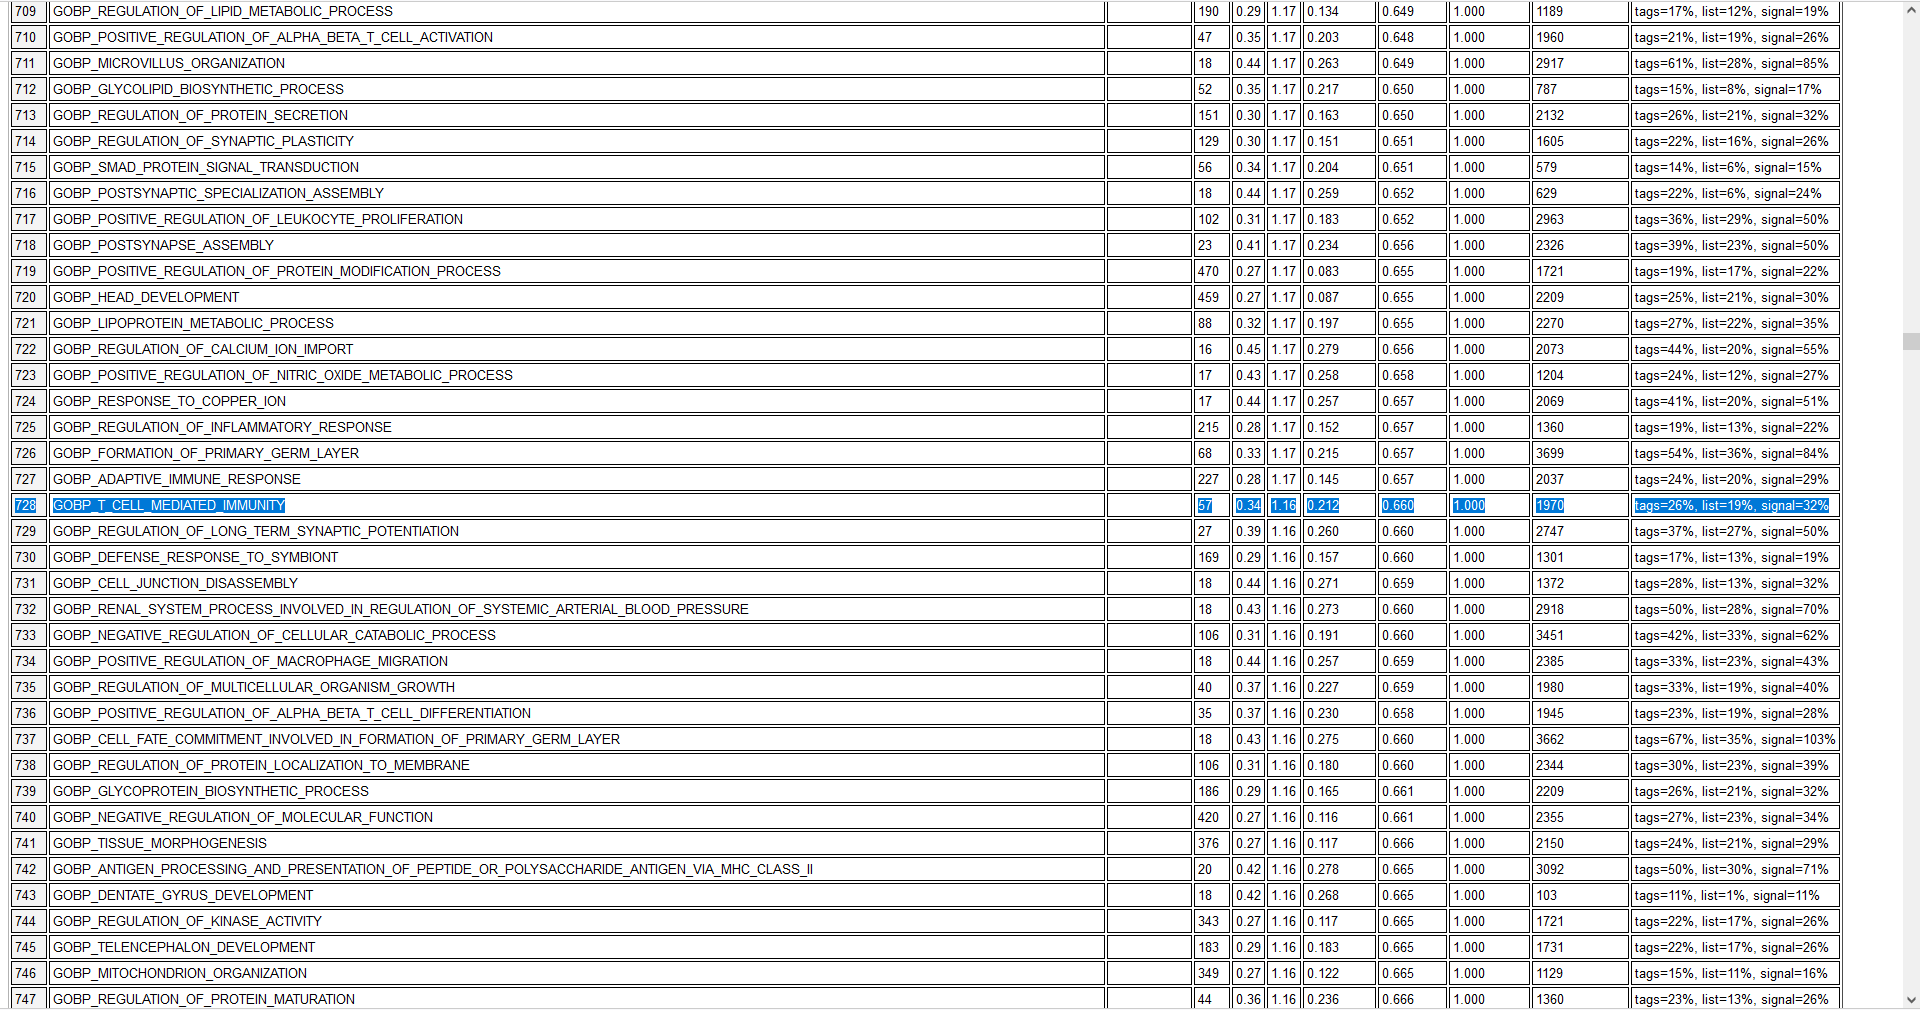 709 GOBP_REGULATION_OF_LIPID_METABOLIC_PROCESS 190 0.29 1.17 0.134 0.649 1.000 1189 tags=17%, list=12%, signal=19%
710 GOBP_POSITIVE_REGULATION_OF_ALPHA_BETA_T_CELL_ACTIVATION 47 0.35 1.17 0.203 0.648 1.000 1960 tags=21%, list=19%, signal=26%
711 GOBP_MICROVILLUS_ORGANIZATION 18 0.44 1.17 0.263 0.649 1.000 2917 tags=61%, list=28%, signal=85%
712 GOBP_GLYCOLIPID_BIOSYNTHETIC_PROCESS 52 0.35 1.17 0.217 0.650 1.000 787 tags=15%, list=8%, signal=17%
713 GOBP_REGULATION_OF_PROTEIN_SECRETION 151 0.30 1.17 0.163 0.650 1.000 2132 tags=26%, list=21%, signal=32%
714 GOBP_REGULATION_OF_SYNAPTIC_PLASTICITY 129 0.30 1.17 0.151 0.651 1.000 1605 tags=22%, list=16%, signal=26%
715 GOBP_SMAD_PROTEIN_SIGNAL_TRANSDUCTION 56 0.34 1.17 0.204 0.651 1.000 579 tags=14%, list=6%, signal=15%
716 GOBP_POSTSYNAPTIC_SPECIALIZATION_ASSEMBLY 18 0.44 1.17 0.259 0.652 1.000 629 tags=22%, list=6%, signal=24%
717 GOBP_POSITIVE_REGULATION_OF_LEUKOCYTE_PROLIFERATION 102 0.31 1.17 0.183 0.652 1.000 2963 tags=36%, list=29%, signal=50%
718 GOBP_POSTSYNAPSE_ASSEMBLY 23 0.41 1.17 0.234 0.656 1.000 2326 tags=39%, list=23%, signal=50%
719 GOBP_POSITIVE_REGULATION_OF_PROTEIN_MODIFICATION_PROCESS 470 0.27 1.17 0.083 0.655 1.000 1721 tags=19%, list=17%, signal=22%
720 GOBP_HEAD_DEVELOPMENT 459 0.27 1.17 0.087 0.655 1.000 2209 tags=25%, list=21%, signal=30%
721 GOBP_LIPOPROTEIN_METABOLIC_PROCESS 88 0.32 1.17 0.197 0.655 1.000 2270 tags=27%, list=22%, signal=35%
722 GOBP_REGULATION_OF_CALCIUM_ION_IMPORT 16 0.45 1.17 0.279 0.656 1.000 2073 tags=44%, list=20%, signal=55%
723 GOBP_POSITIVE_REGULATION_OF_NITRIC_OXIDE_METABOLIC_PROCESS 17 0.43 1.17 0.258 0.658 1.000 1204 tags=24%, list=12%, signal=27%
724 GOBP_RESPONSE_TO_COPPER_ION 17 0.44 1.17 0.257 0.657 1.000 2069 tags=41%, list=20%, signal=51%
725 GOBP_REGULATION_OF_INFLAMMATORY_RESPONSE 215 0.28 1.17 0.152 0.657 1.000 1360 tags=19%, list=13%, signal=22%
726 GOBP_FORMATION_OF_PRIMARY_GERM_LAYER 68 0.33 1.17 0.215 0.657 1.000 3699 tags=54%, list=36%, signal=84%
727 GOBP_ADAPTIVE_IMMUNE_RESPONSE 227 0.28 1.17 0.145 0.657 1.000 2037 tags=24%, list=20%, signal=29%
728 GOBP_T_CELL_MEDIATED_IMMUNITY 57 0.34 1.16 0.212 0.660 1.000 1970 tags=26%, list=19%, signal=32%
729 GOBP_REGULATION_OF_LONG_TERM_SYNAPTIC_POTENTIATION 27 0.39 1.16 0.260 0.660 1.000 2747 tags=37%, list=27%, signal=50%
730 GOBP_DEFENSE_RESPONSE_TO_SYMBIONT 169 0.29 1.16 0.157 0.660 1.000 1301 tags=17%, list=13%, signal=19%
731 GOBP_CELL_JUNCTION_DISASSEMBLY 18 0.44 1.16 0.271 0.659 1.000 1372 tags=28%, list=13%, signal=32%
732 GOBP_RENAL_SYSTEM_PROCESS_INVOLVED_IN_REGULATION_OF_SYSTEMIC_ARTERIAL_BLOOD_PRESSURE 18 0.43 1.16 0.273 0.660 1.000 2918 tags=50%, list=28%, signal=70%
733 GOBP_NEGATIVE_REGULATION_OF_CELLULAR_CATABOLIC_PROCESS 106 0.31 1.16 0.191 0.660 1.000 3451 tags=42%, list=33%, signal=62%
734 GOBP_POSITIVE_REGULATION_OF_MACROPHAGE_MIGRATION 18 0.44 1.16 0.257 0.659 1.000 2385 tags=33%, list=23%, signal=43%
735 GOBP_REGULATION_OF_MULTICELLULAR_ORGANISM_GROWTH 40 0.37 1.16 0.227 0.659 1.000 1980 tags=33%, list=19%, signal=40%
736 GOBP_POSITIVE_REGULATION_OF_ALPHA_BETA_T_CELL_DIFFERENTIATION 35 0.37 1.16 0.230 0.658 1.000 1945 tags=23%, list=19%, signal=28%
737 GOBP_CELL_FATE_COMMITMENT_INVOLVED_IN_FORMATION_OF_PRIMARY_GERM_LAYER 18 0.43 1.16 0.275 0.660 1.000 3662 tags=67%, list=35%, signal=103%
738 GOBP_REGULATION_OF_PROTEIN_LOCALIZATION_TO_MEMBRANE 106 0.31 1.16 0.180 0.660 1.000 2344 tags=30%, list=23%, signal=39%
739 GOBP_GLYCOPROTEIN_BIOSYNTHETIC_PROCESS 186 0.29 1.16 0.165 0.661 1.000 2209 tags=26%, list=21%, signal=32%
740 GOBP_NEGATIVE_REGULATION_OF_MOLECULAR_FUNCTION 420 0.27 1.16 0.116 0.661 1.000 2355 tags=27%, list=23%, signal=34%
741 GOBP_TISSUE_MORPHOGENESIS 376 0.27 1.16 0.117 0.666 1.000 2150 tags=24%, list=21%, signal=29%
742 GOBP_ANTIGEN_PROCESSING_AND_PRESENTATION_OF_PEPTIDE_OR_POLYSACCHARIDE_ANTIGEN_VIA_MHC_CLASS_II 20 0.42 1.16 0.278 0.665 1.000 3092 tags=50%, list=30%, signal=71%
743 GOBP_DENTATE_GYRUS_DEVELOPMENT 18 0.42 1.16 0.268 0.665 1.000 103 tags=11%, list=1%, signal=11%
744 GOBP_REGULATION_OF_KINASE_ACTIVITY 343 0.27 1.16 0.117 0.665 1.000 1721 tags=22%, list=17%, signal=26%
745 GOBP_TELENCEPHALON_DEVELOPMENT 183 0.29 1.16 0.183 0.665 1.000 1731 tags=22%, list=17%, signal=26%
746 GOBP_MITOCHONDRION_ORGANIZATION 349 0.27 1.16 0.122 0.665 1.000 1129 tags=15%, list=11%, signal=16%
747 GOBP_REGULATION_OF_PROTEIN_MATURATION 44 0.36 1.16 0.236 0.666 1.000 1360 tags=23%, list=13%, signal=26%